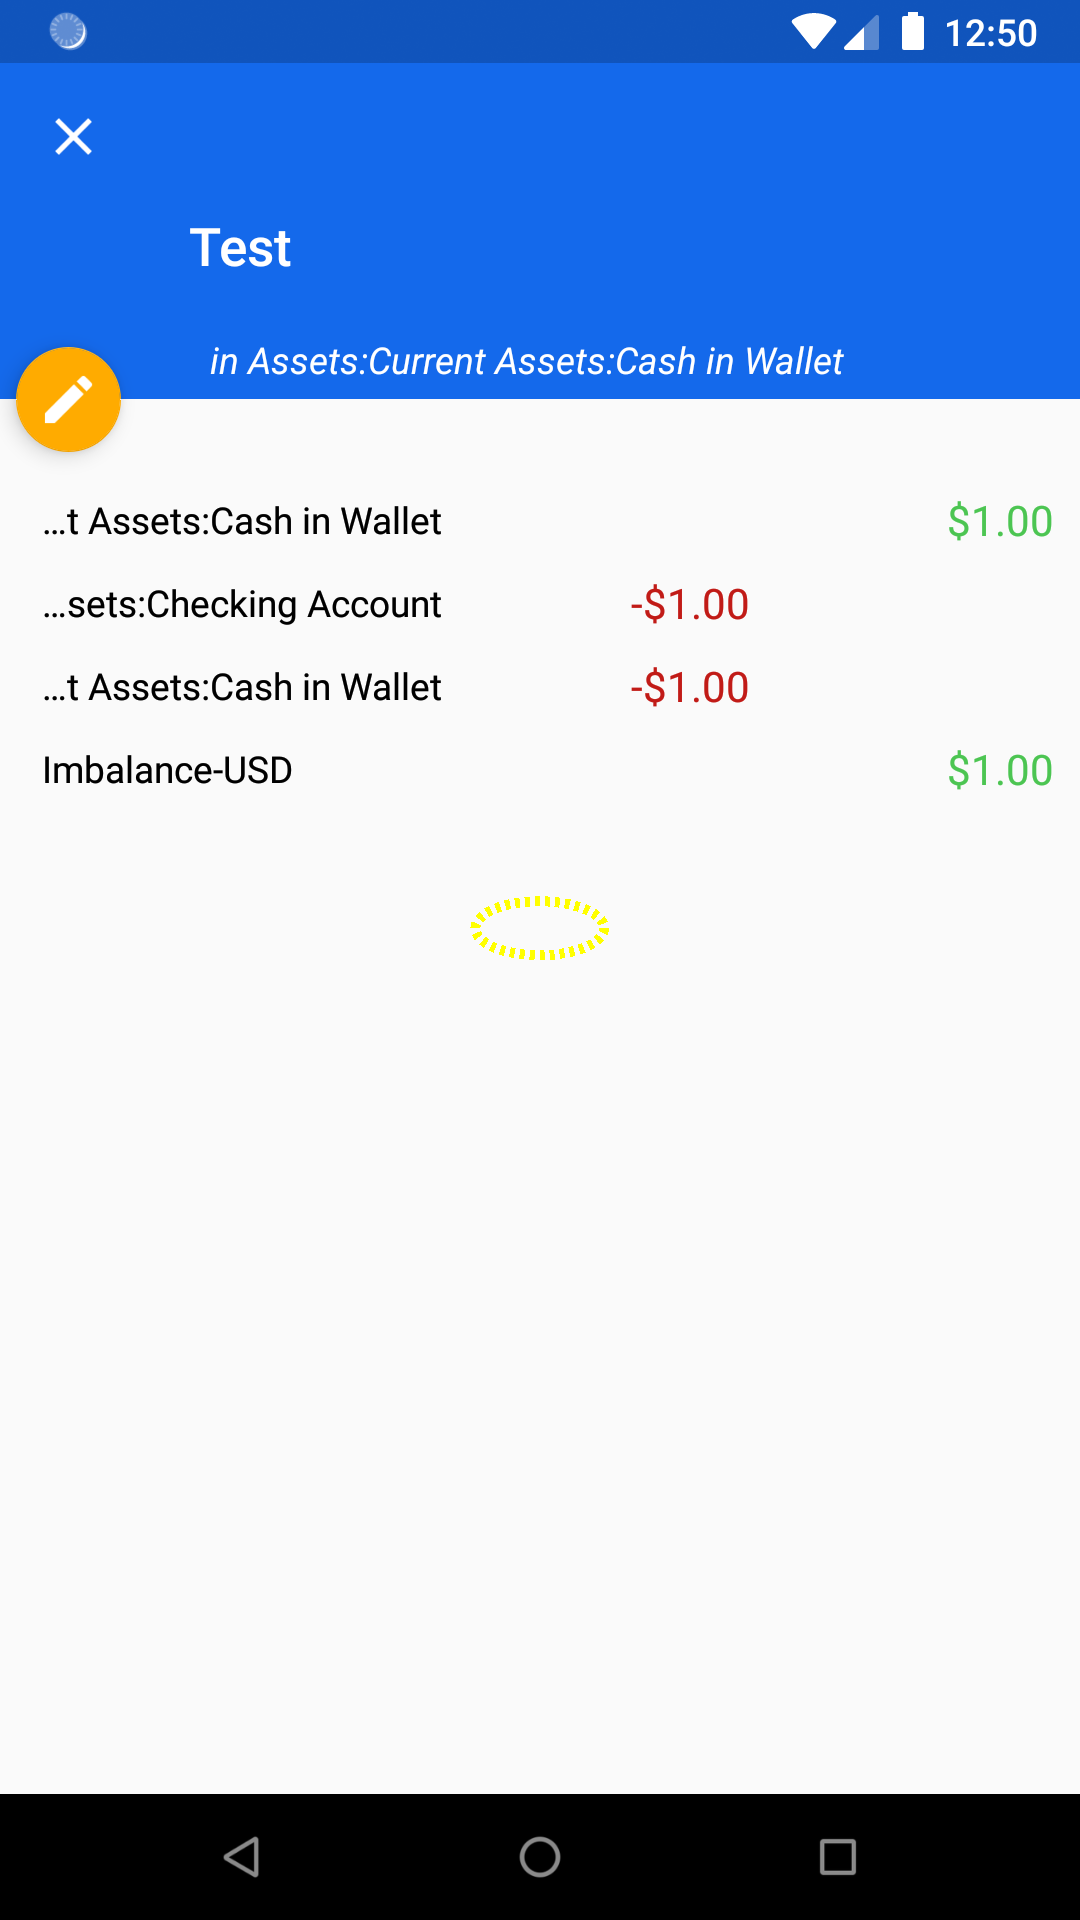 12:50
Test
in Assets:Current Assets:Cash in Wallet
…t Assets:Cash in Wallet $1.00
…sets:Checking Account -$1.00
…t Assets:Cash in Wallet -$1.00
Imbalance-USD $1.00